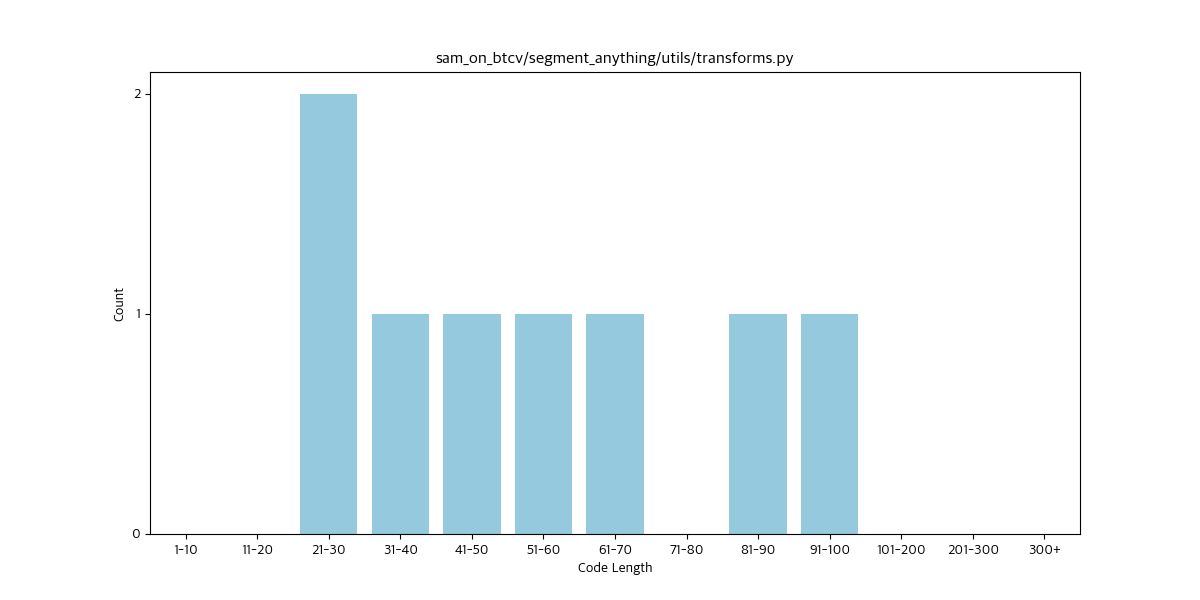 sam_on_btcv/segment_anything/utils/transforms.py
2
1
0
Count
1-10 11-20 21-30 31-40 41-50 51-60 61-70 71-80 81-90 91-100 101-200 201-300 300+
Code Length